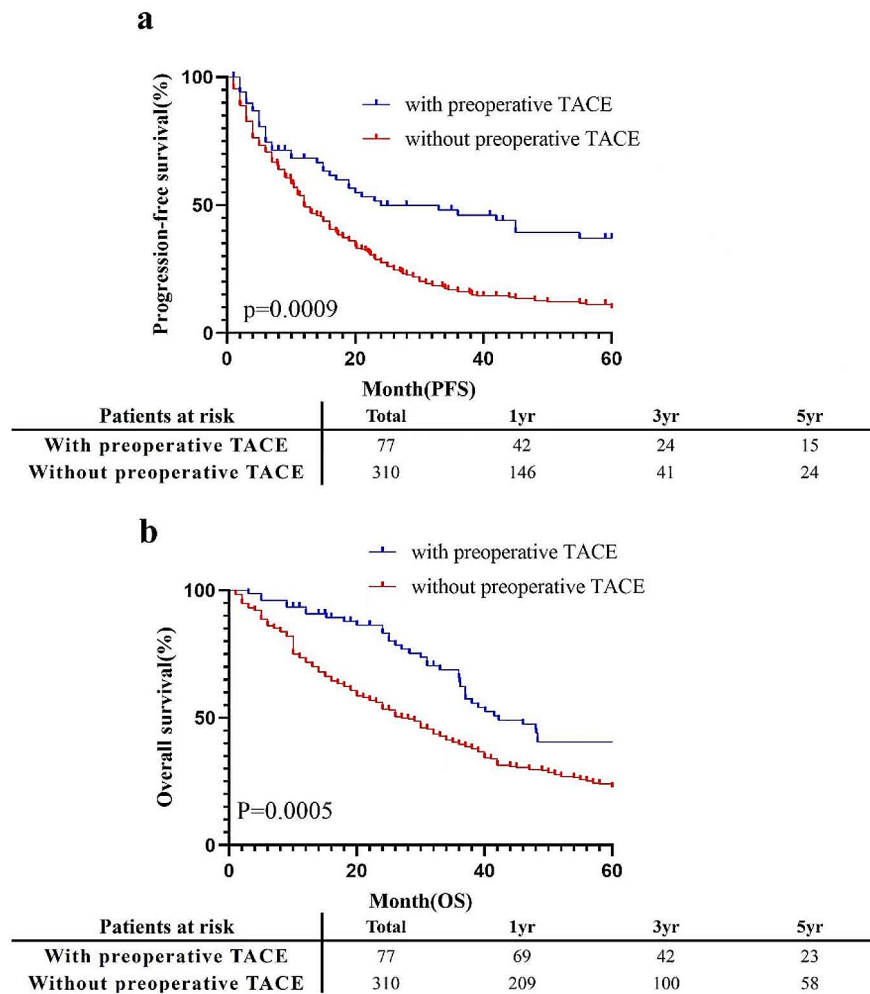 a
100
with preoperative TACE
without preoperative TACE
Progression-free survival(%)
50
p=0.0009
0
0 20 40 60
Month(PFS)
Patients at risk Total 1yr 3yr 5yr
With preoperative TACE 77 42 24 15
Without preoperative TACE 310 146 41 24
b
with preoperative TACE
without preoperative TACE
100
Overall survival(%)
50
P=0.0005
0
0 20 40 60
Month(OS)
Patients at risk Total 1yr 3yr 5yr
With preoperative TACE 77 69 42 23
Without preoperative TACE 310 209 100 58